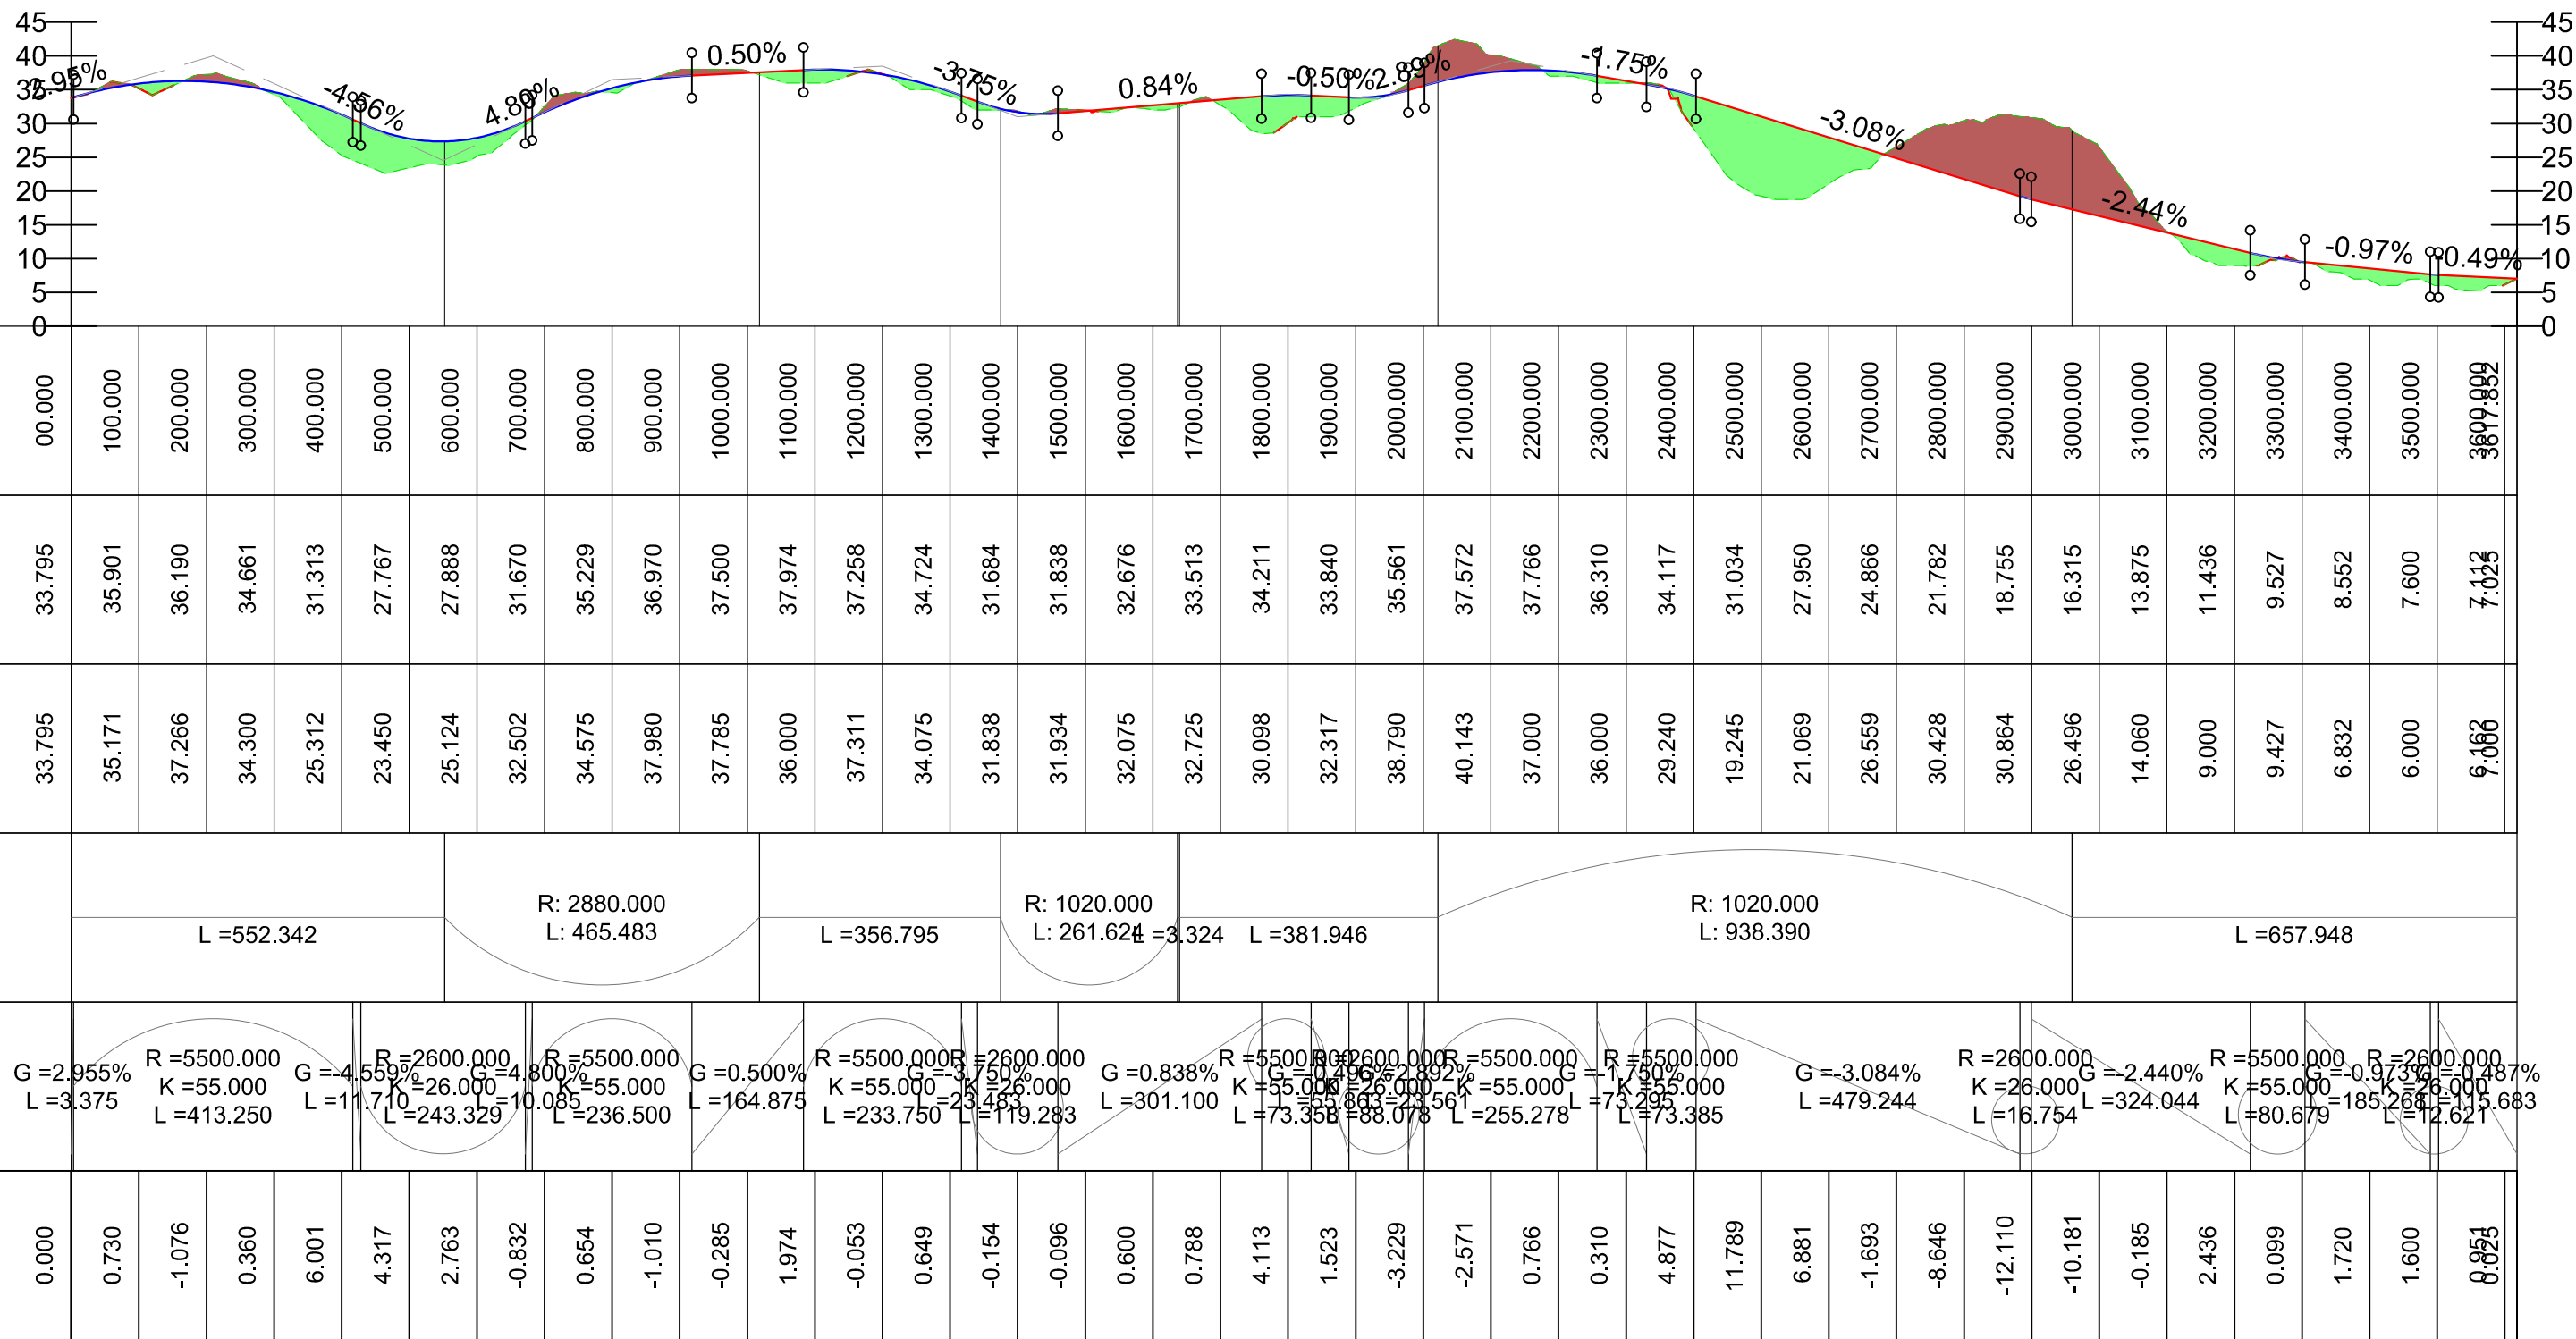 45
40
35
30
25
20
15
10
5
0
2.95%
-4.56%
4.80%
0.50%
-3.75%
0.84%
-0.50%
2.89%
-1.75%
-3.08%
-2.44%
-0.97%
-0.49%
45
40
35
30
25
20
15
10
5
0
00.000 100.000 200.000 300.000 400.000 500.000 600.000 700.000 800.000 900.000 1000.000 1100.000 1200.000 1300.000 1400.000 1500.000 1600.000 1700.000 1800.000 1900.000 2000.000 2100.000 2200.000 2300.000 2400.000 2500.000 2600.000 2700.000 2800.000 2900.000 3000.000 3100.000 3200.000 3300.000 3400.000 3500.000 3600.000 3617.852
33.795 35.901 36.190 34.661 31.313 27.767 27.888 31.670 35.229 36.970 37.500 37.974 37.258 34.724 31.684 31.838 32.676 33.513 34.211 33.840 35.561 37.572 37.766 36.310 34.117 31.034 27.950 24.866 21.782 18.755 16.315 13.875 11.436 9.527 8.552 7.600 7.112 7.025
33.795 35.171 37.266 34.300 25.312 23.450 25.124 32.502 34.575 37.980 37.785 36.000 37.311 34.075 31.838 31.934 32.075 32.725 30.098 32.317 38.790 40.143 37.000 36.000 29.240 19.245 21.069 26.559 30.428 30.864 26.496 14.060 9.000 9.427 6.832 6.000 6.162 7.000
L =552.342
R: 2880.000
L: 465.483
L =356.795
R: 1020.000
L: 261.624
L =3.324
L =381.946
R: 1020.000
L: 938.390
L =657.948
G =2.955%
L =3.375
R =5500.000
K =55.000
L =413.250
G =-4.559%
L =11.710
R =2600.000
K =26.000
L =243.329
G =4.800%
L =10.085
R =5500.000
K =55.000
L =236.500
G =0.500%
L =164.875
R =5500.000
K =55.000
L =233.750
G =-3.750%
L =23.483
R =2600.000
K =26.000
L =119.283
G =0.838%
L =301.100
R =5500.000
K =55.000
L =73.358
G =-0.496%
L =55.863
R =2600.000
K =26.000
L =88.078
G =2.892%
L =23.561
R =5500.000
K =55.000
L =255.278
G =-1.750%
L =73.295
R =5500.000
K =55.000
L =73.385
G =-3.084%
L =479.244
R =2600.000
K =26.000
L =16.754
G =-2.440%
L =324.044
R =5500.000
K =55.000
L =80.679
G =-0.973%
L =185.268
R =2600.000
K =26.000
L =12.621
G =-0.487%
L =115.683
0.000 0.730 -1.076 0.360 6.001 4.317 2.763 -0.832 0.654 -1.010 -0.285 1.974 -0.053 0.649 -0.154 -0.096 0.600 0.788 4.113 1.523 -3.229 -2.571 0.766 0.310 4.877 11.789 6.881 -1.693 -8.646 -12.110 -10.181 -0.185 2.436 0.099 1.720 1.600 0.951 0.025